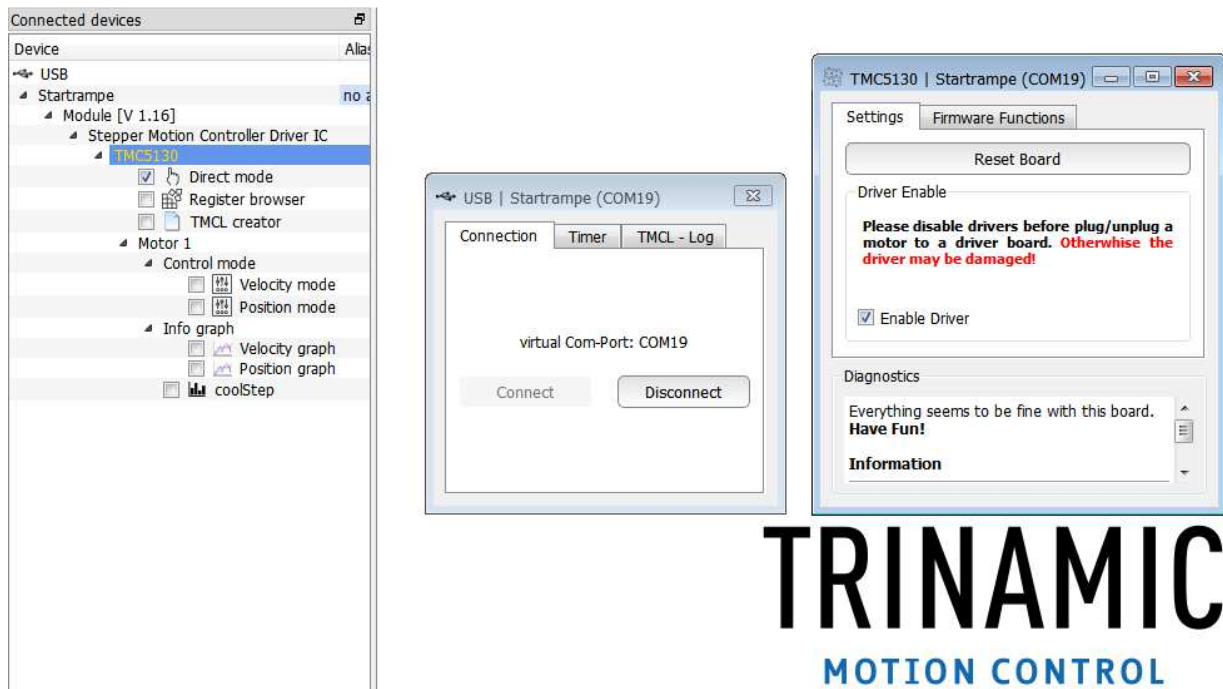 Connected devices
Device Alia
USB
Startrampe no a
Module [V 1.16]
Stepper Motion Controller Driver IC
TMC5130
Direct mode
Register browser
TMCL creator
Motor 1
Control mode
Velocity mode
Position mode
Info graph
Velocity graph
Position graph
coolStep
USB | Startrampe (COM19)
Connection Timer TMCL - Log
virtual Com-Port: COM19
Connect Disconnect
TMC5130 | Startrampe (COM19)
Settings Firmware Functions
Reset Board
Driver Enable
Please disable drivers before plug/unplug a
motor to a driver board. Otherwhise the
driver may be damaged!
Enable Driver
Diagnostics
Everything seems to be fine with this board.
Have Fun!
Information
TRINAMIC
MOTION CONTROL